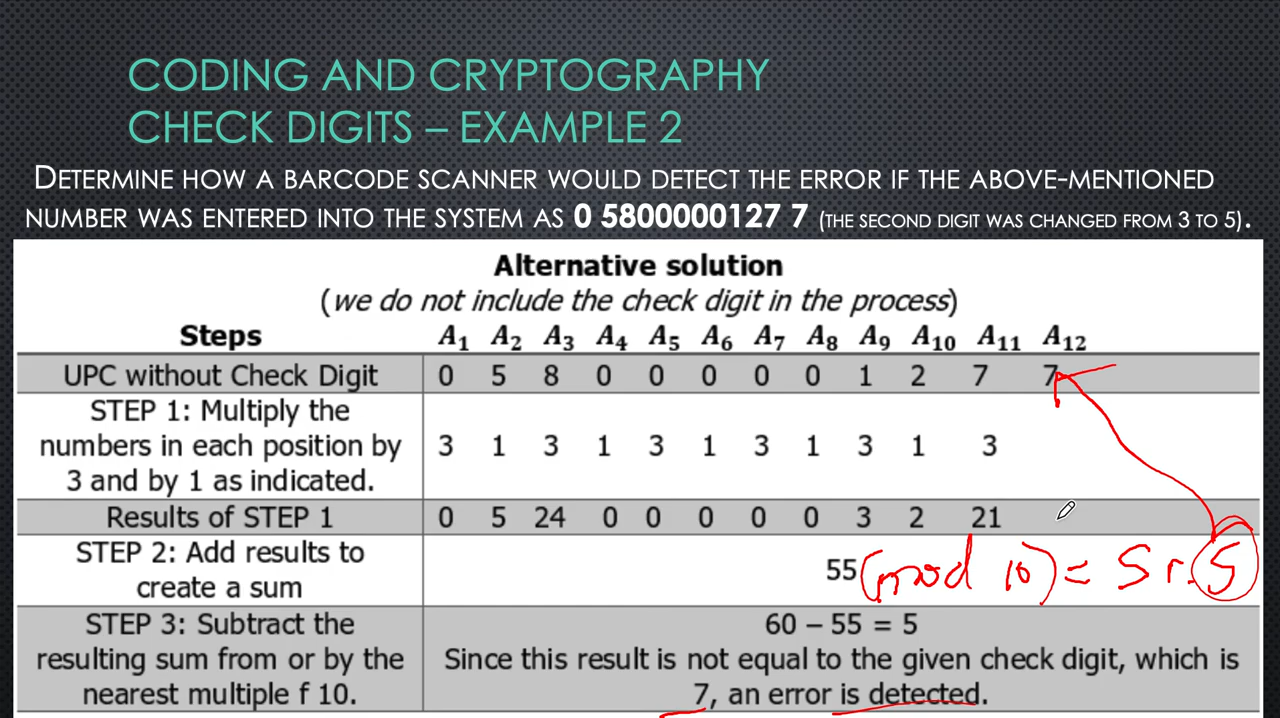 CODING AND CRYPTOGRAPHY
CHECK DIGITS – EXAMPLE 2
DETERMINE HOW A BARCODE SCANNER WOULD DETECT THE ERROR IF THE ABOVE-MENTIONED
NUMBER WAS ENTERED INTO THE SYSTEM AS 0 5800000127 7 (THE SECOND DIGIT WAS CHANGED FROM 3 TO 5).
Alternative solution
(we do not include the check digit in the process)
Steps A₁ A₂ A₃ A₄ A₅ A₆ A₇ A₈ A₉ A₁₀ A₁₁ A₁₂
UPC without Check Digit 0 5 8 0 0 0 0 0 1 2 7 7
STEP 1: Multiply the
numbers in each position by 3 1 3 1 3 1 3 1 3 1 3
3 and by 1 as indicated.
Results of STEP 1 0 5 24 0 0 0 0 0 3 2 21
STEP 2: Add results to
create a sum
55 (mod 10) = 5 r. 5
STEP 3: Subtract the
resulting sum from or by the
nearest multiple f 10.
60 – 55 = 5
Since this result is not equal to the given check digit, which is
7, an error is detected.